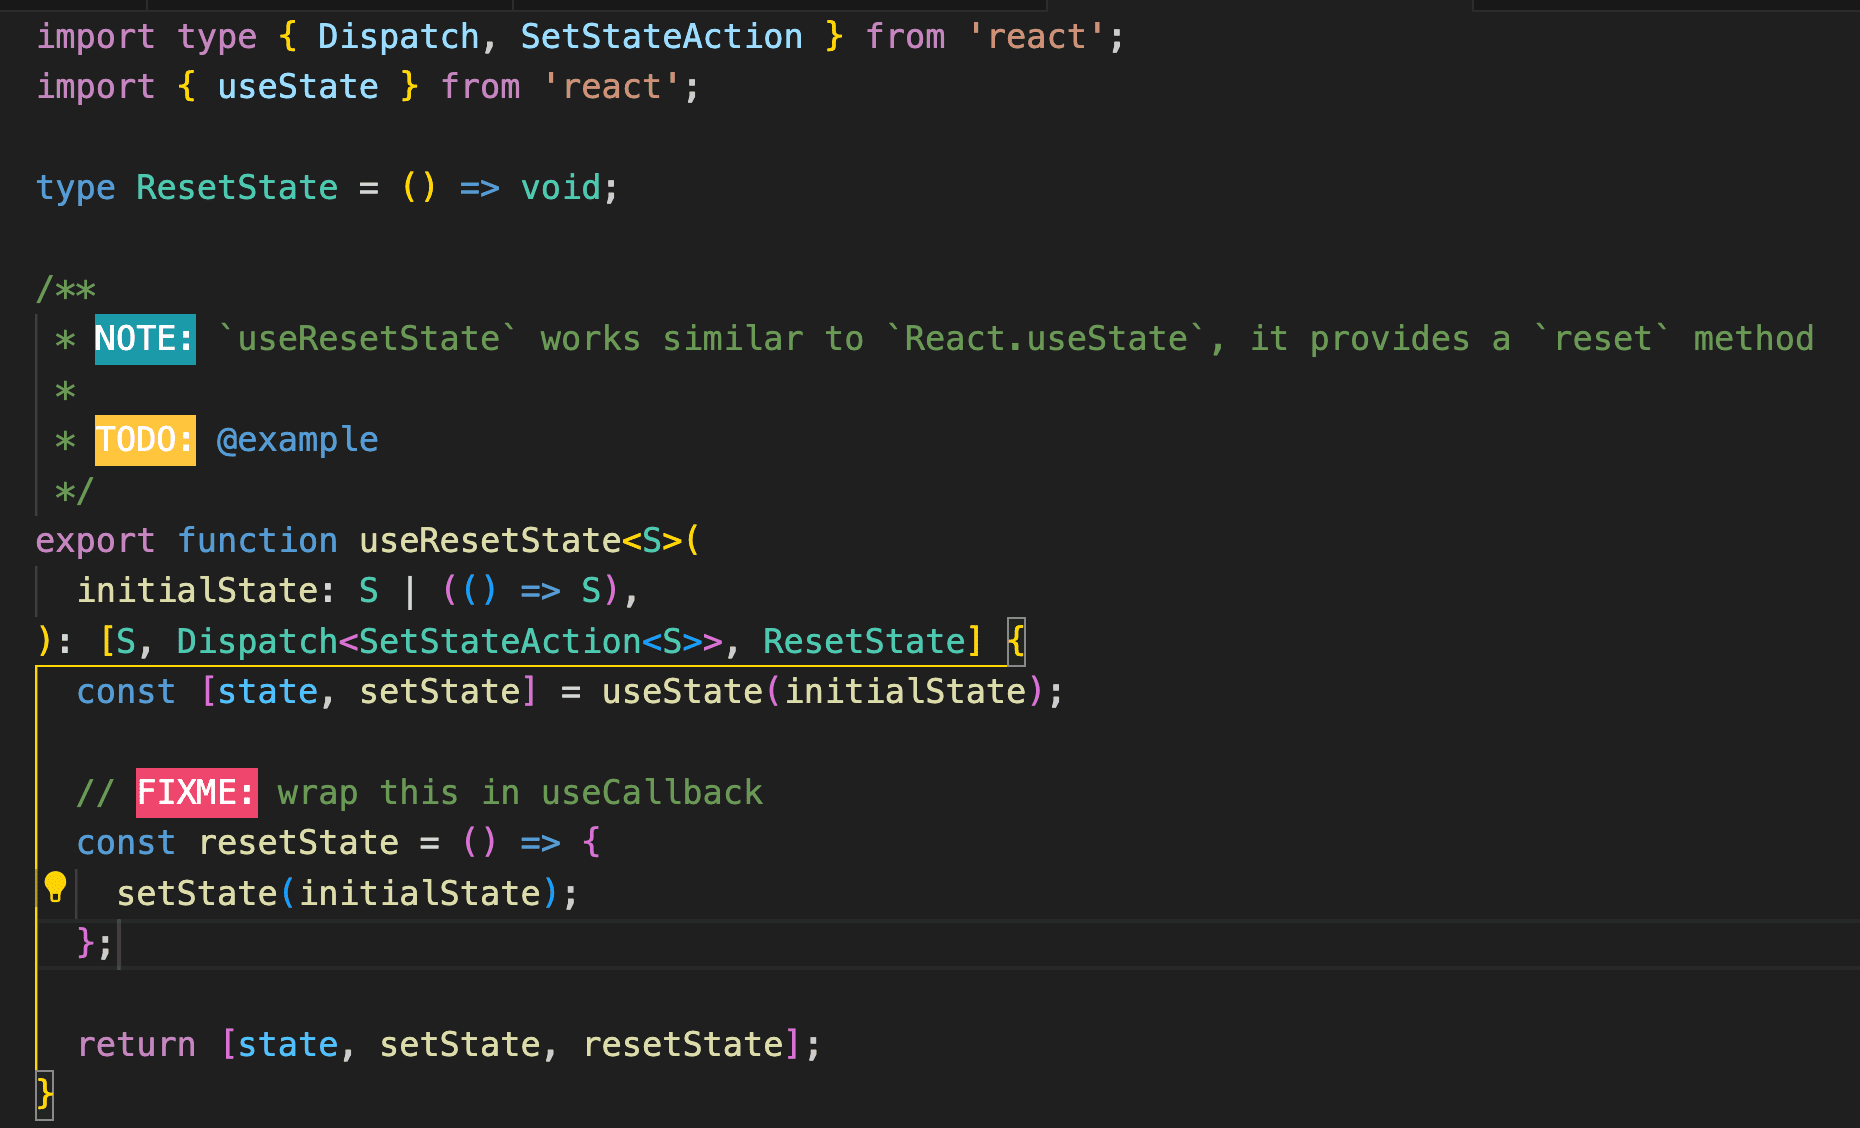 import type { Dispatch, SetStateAction } from 'react';
import { useState } from 'react';

type ResetState = () => void;

/**
 * NOTE: `useResetState` works similar to `React.useState`, it provides a `reset` method
 *
 * TODO: @example
 */
export function useResetState<S>(
  initialState: S | (() => S),
): [S, Dispatch<SetStateAction<S>>, ResetState] {
  const [state, setState] = useState(initialState);

  // FIXME: wrap this in useCallback
  const resetState = () => {
    setState(initialState);
  };

  return [state, setState, resetState];
}